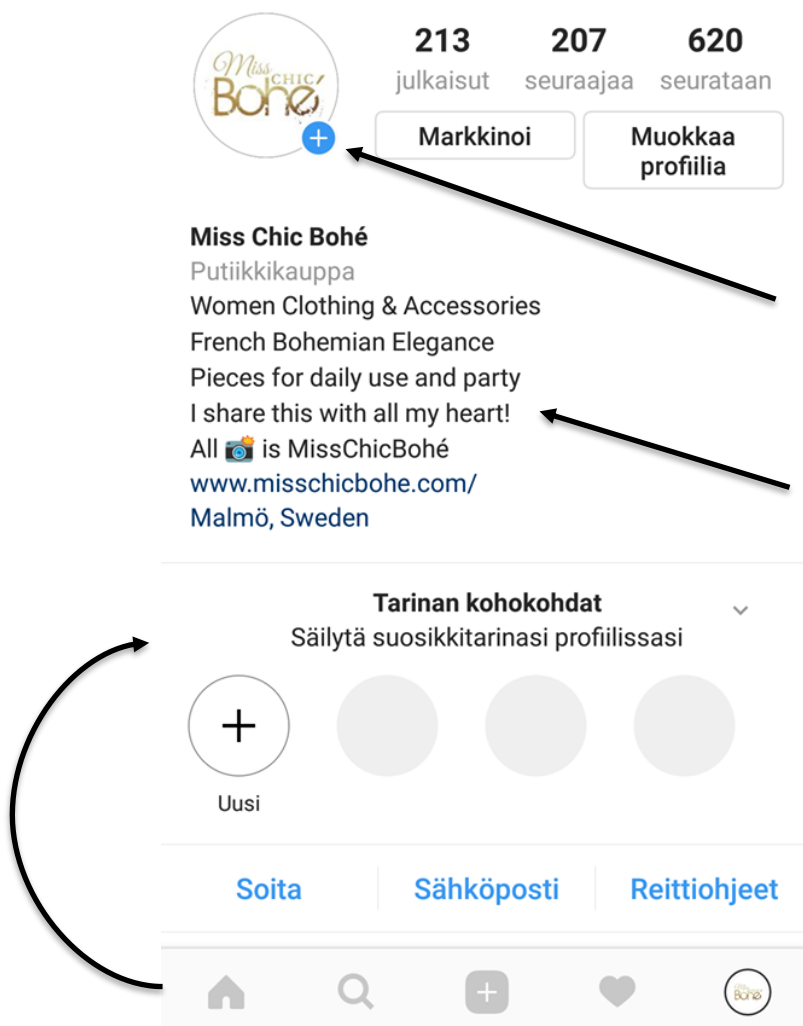 Miss
CHIC
Bohé
213 207 620
julkaisut seuraajaa seurataan
Markkinoi
Muokkaa
profiilia
Miss Chic Bohé
Putiikkikauppa
Women Clothing & Accessories
French Bohemian Elegance
Pieces for daily use and party
I share this with all my heart!
All 📸 is MissChicBohé
www.misschicbohe.com/
Malmö, Sweden
Tarinan kohokohdat
Säilytä suosikkitarinasi profiilissasi
Uusi
Soita Sähköposti Reittiohjeet
Miss
Bohé